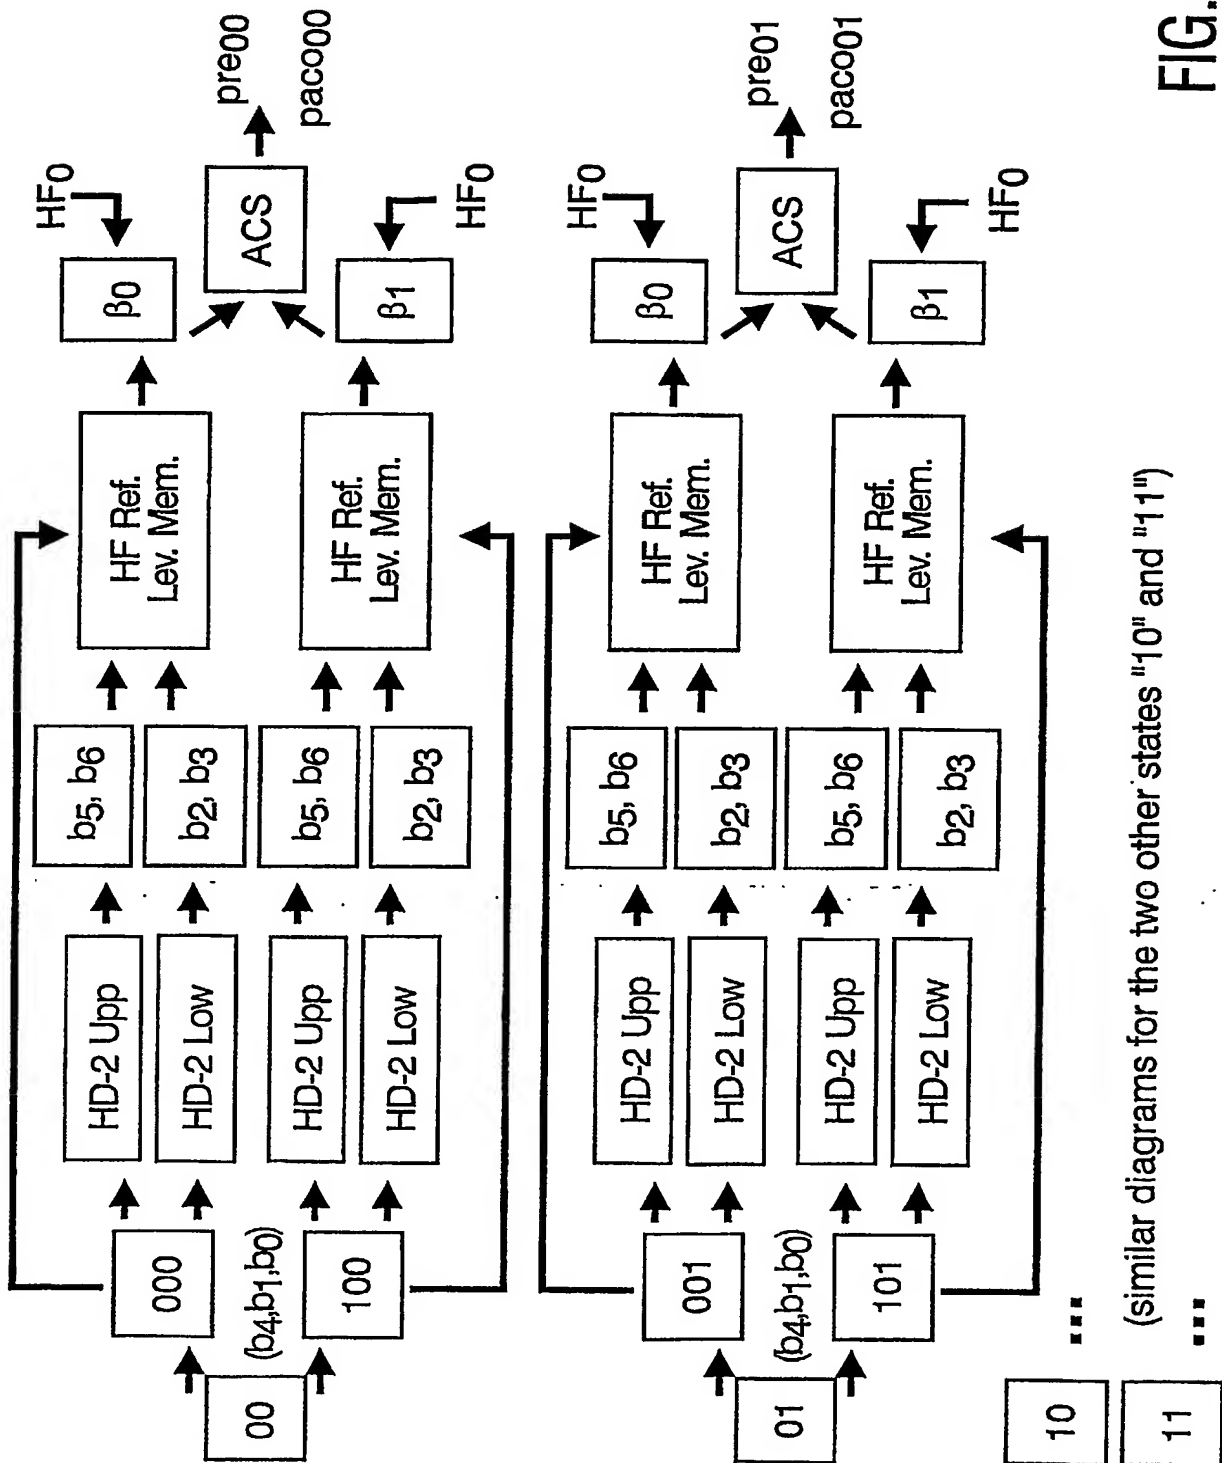 00
000
(b4,b1,b0)
100
HD-2 Upp
HD-2 Low
HD-2 Upp
HD-2 Low
b5, b6
b2, b3
b5, b6
b2, b3
HF Ref.
Lev. Mem.
HF Ref.
Lev. Mem.
HF0
β0
β1
HF0
ACS
pre00
paco00
01
001
(b4,b1,b0)
101
HD-2 Upp
HD-2 Low
HD-2 Upp
HD-2 Low
b5, b6
b2, b3
b5, b6
b2, b3
HF Ref.
Lev. Mem.
HF Ref.
Lev. Mem.
HF0
β0
β1
HF0
ACS
pre01
paco01
10
...
(similar diagrams for the two other states "10" and "11")
11
...
FIG.